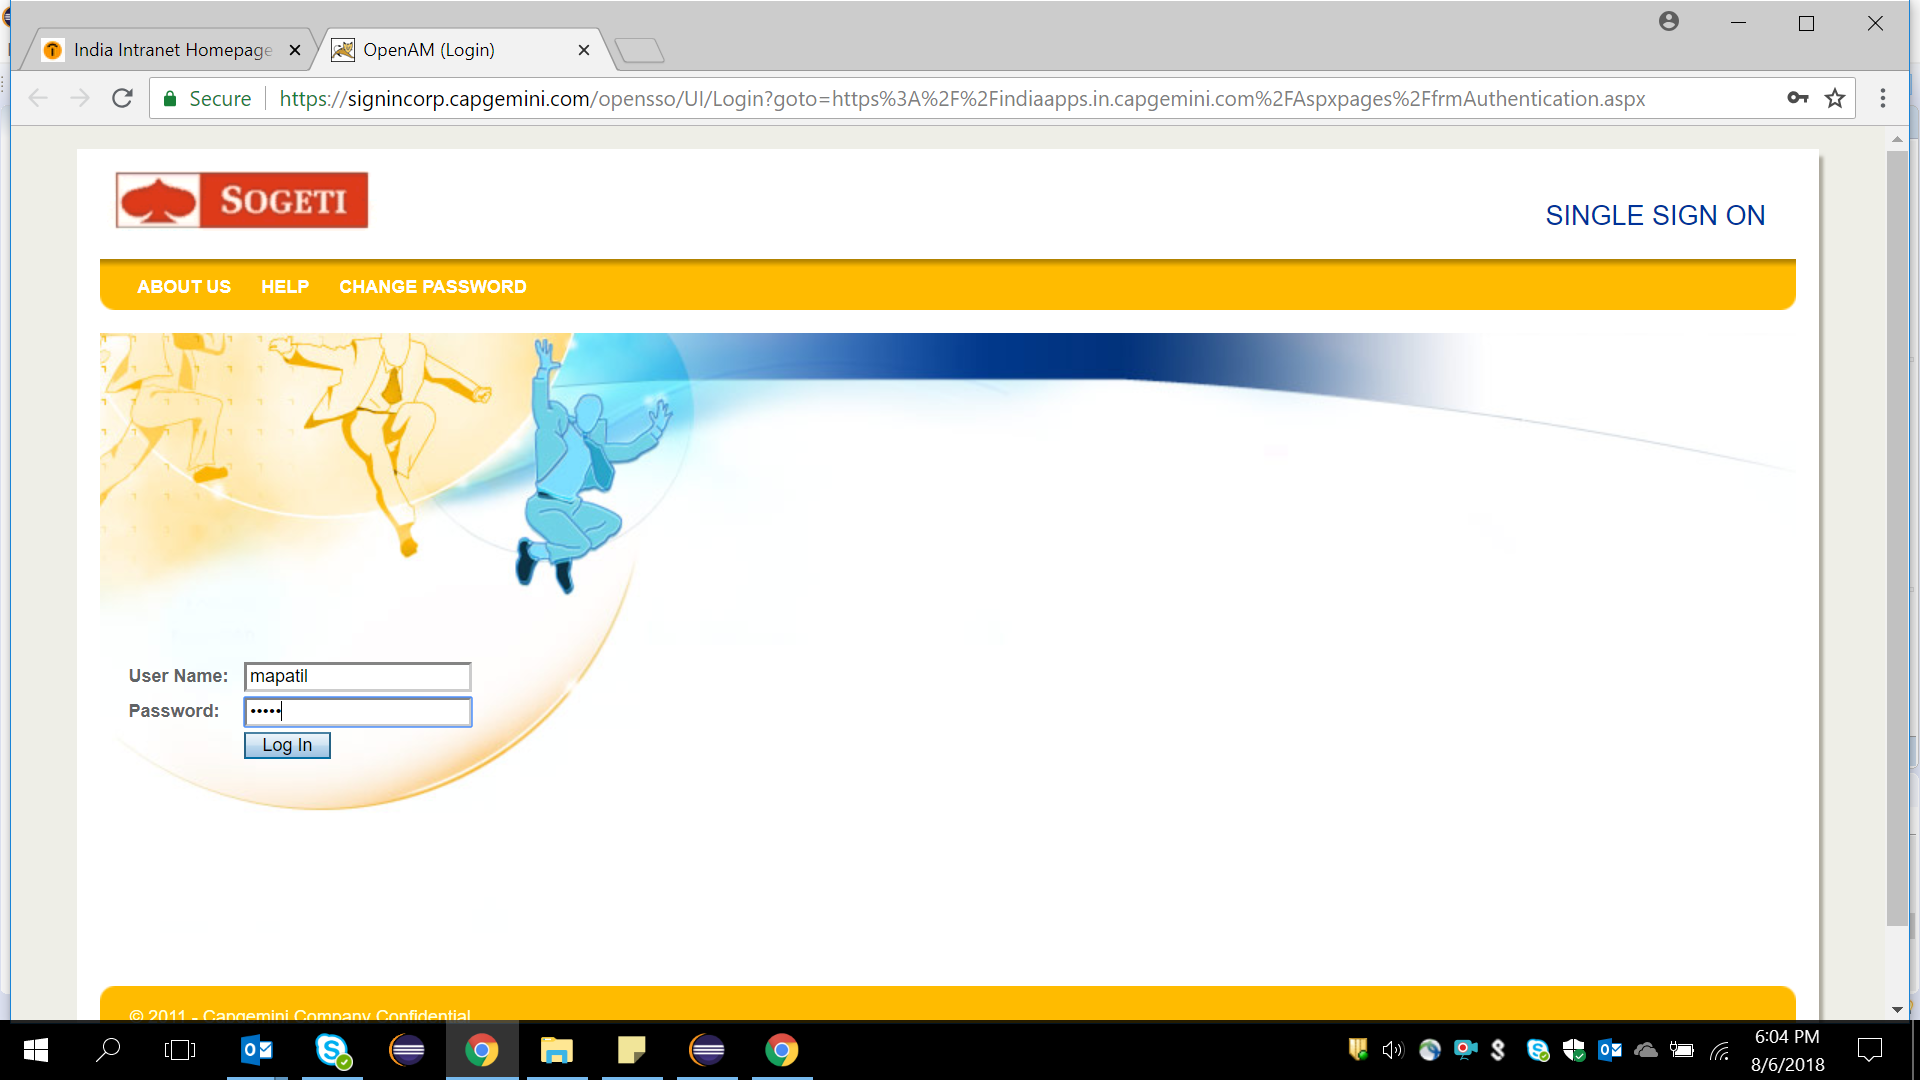 India Intranet Homepage
OpenAM (Login)
Secure
https://signincorp.capgemini.com/opensso/UI/Login?goto=https%3A%2F%2Findiaapps.in.capgemini.com%2FAspxpages%2FfrmAuthentication.aspx
SOGETI
SINGLE SIGN ON
ABOUT US HELP CHANGE PASSWORD
User Name: mapatil
Password: •••••
Log In
© 2011 - Capgemini Company Confidential
6:04 PM
8/6/2018